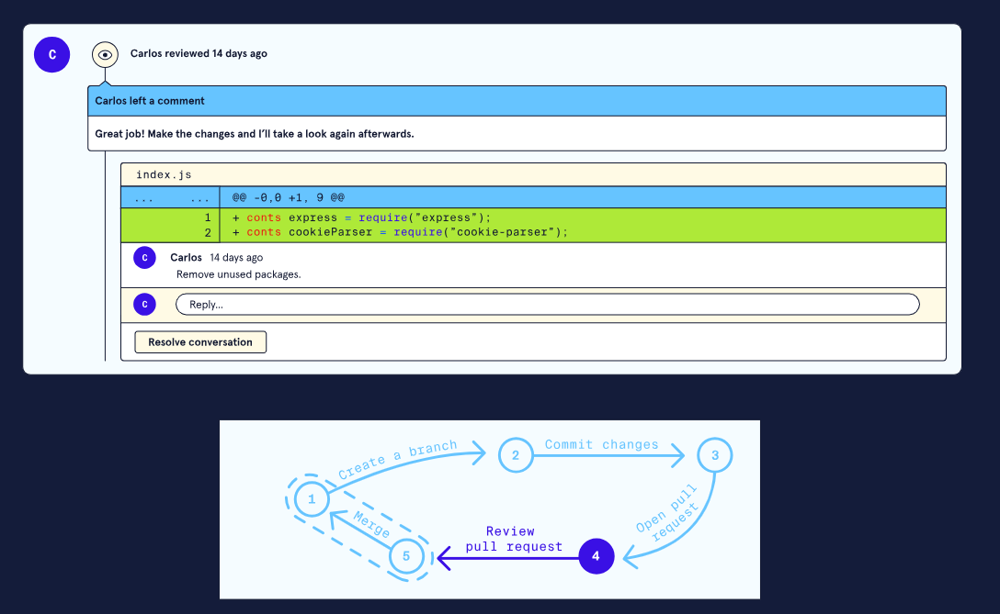 C
Carlos reviewed 14 days ago
Carlos left a comment
Great job! Make the changes and I’ll take a look again afterwards.
index.js
... ... @@ -0,0 +1, 9 @@
1 + conts express = require("express");
2 + conts cookieParser = require("cookie-parser");
C Carlos 14 days ago
Remove unused packages.
C Reply...
Resolve conversation
Create a branch
2
Commit changes
3
1
Open pull
request
Merge
5
Review
pull request
4